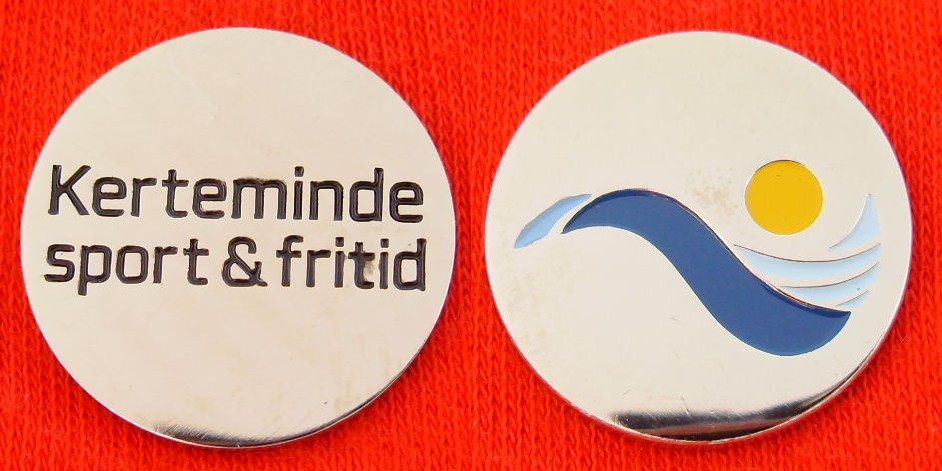 Kerteminde
sport & fritid